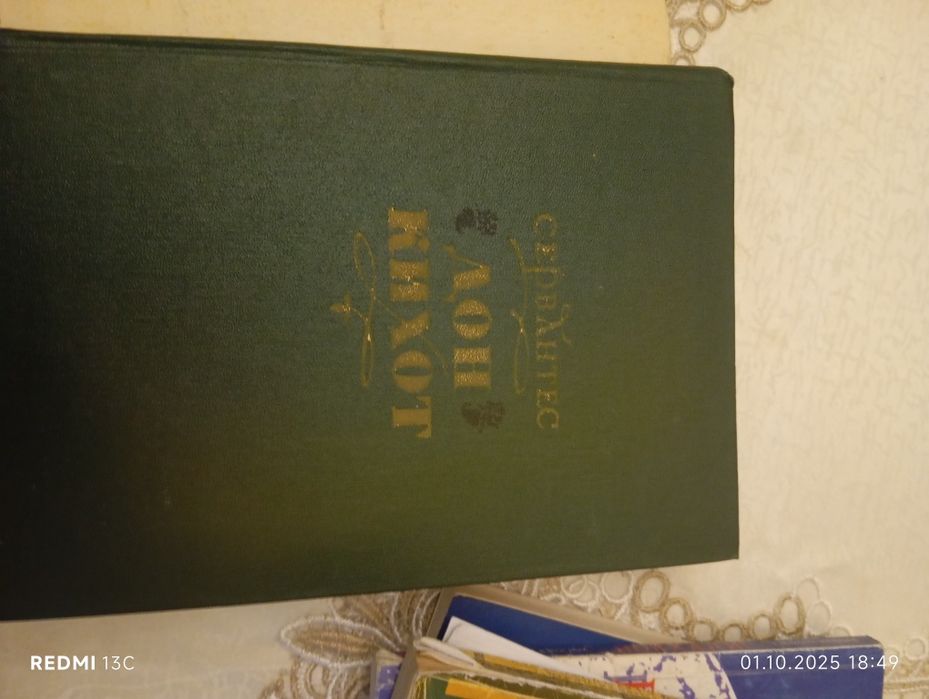 СЕРВАНТЕС
ДОН
КИХОТ
REDMI 13C
01.10.2025 18:49